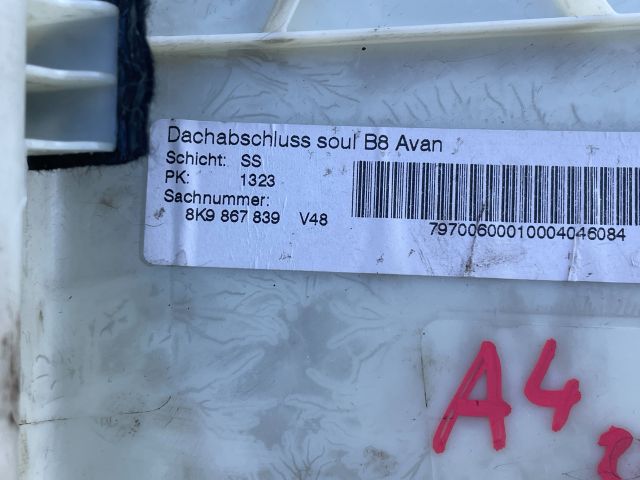 Dachabschluss soul B8 Avan
Schicht: SS
PK: 1323
Sachnummer:
8K9 867 839 V48
79700600010004046084
A4